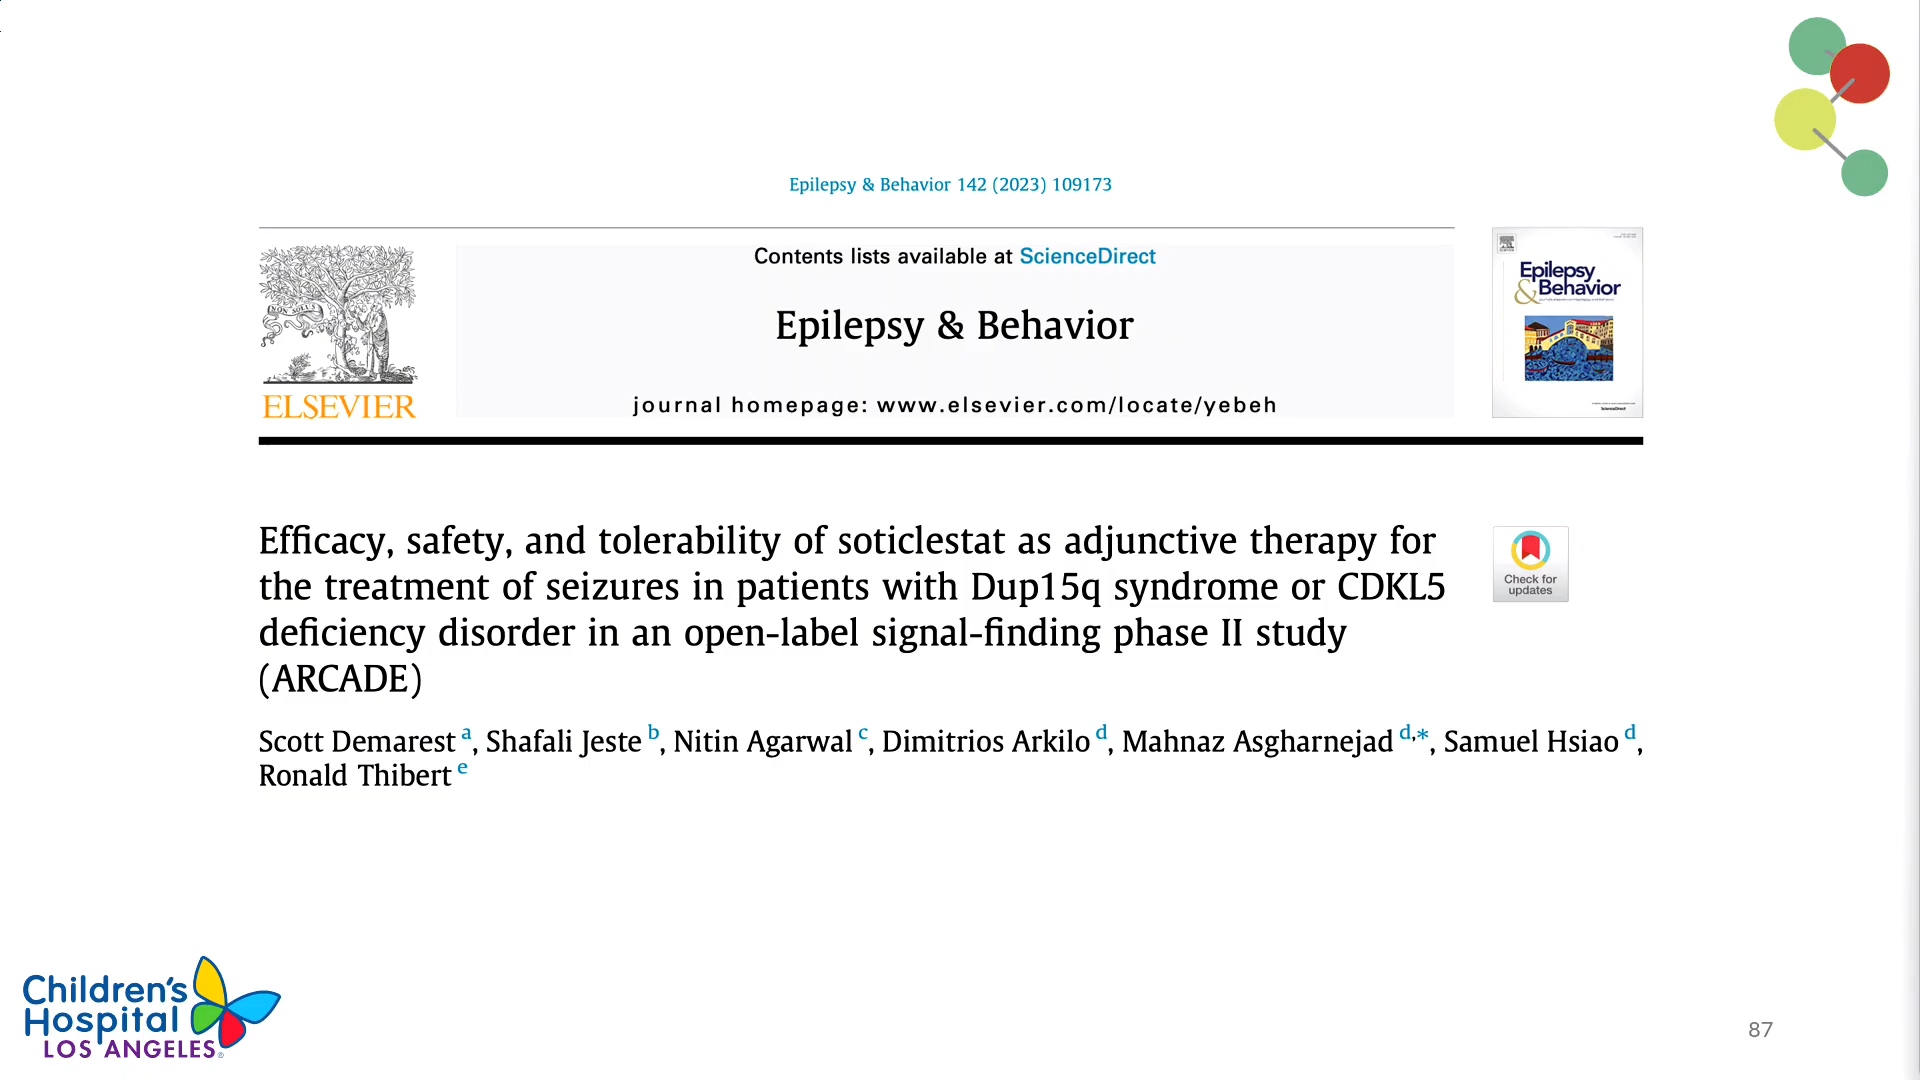 Epilepsy & Behavior 142 (2023) 109173
Contents lists available at ScienceDirect
Epilepsy & Behavior
journal homepage: www.elsevier.com/locate/yebeh
NON SOLUS
ELSEVIER
Epilepsy
& Behavior
ScienceDirect
Efficacy, safety, and tolerability of soticlestat as adjunctive therapy for
the treatment of seizures in patients with Dup15q syndrome or CDKL5
deficiency disorder in an open-label signal-finding phase II study
(ARCADE)
Check for
updates
Scott Demarest a, Shafali Jeste b, Nitin Agarwal c, Dimitrios Arkilo d, Mahnaz Asgharnejad d,*, Samuel Hsiao d,
Ronald Thibert e
Children's
Hospital
LOS ANGELES®
87